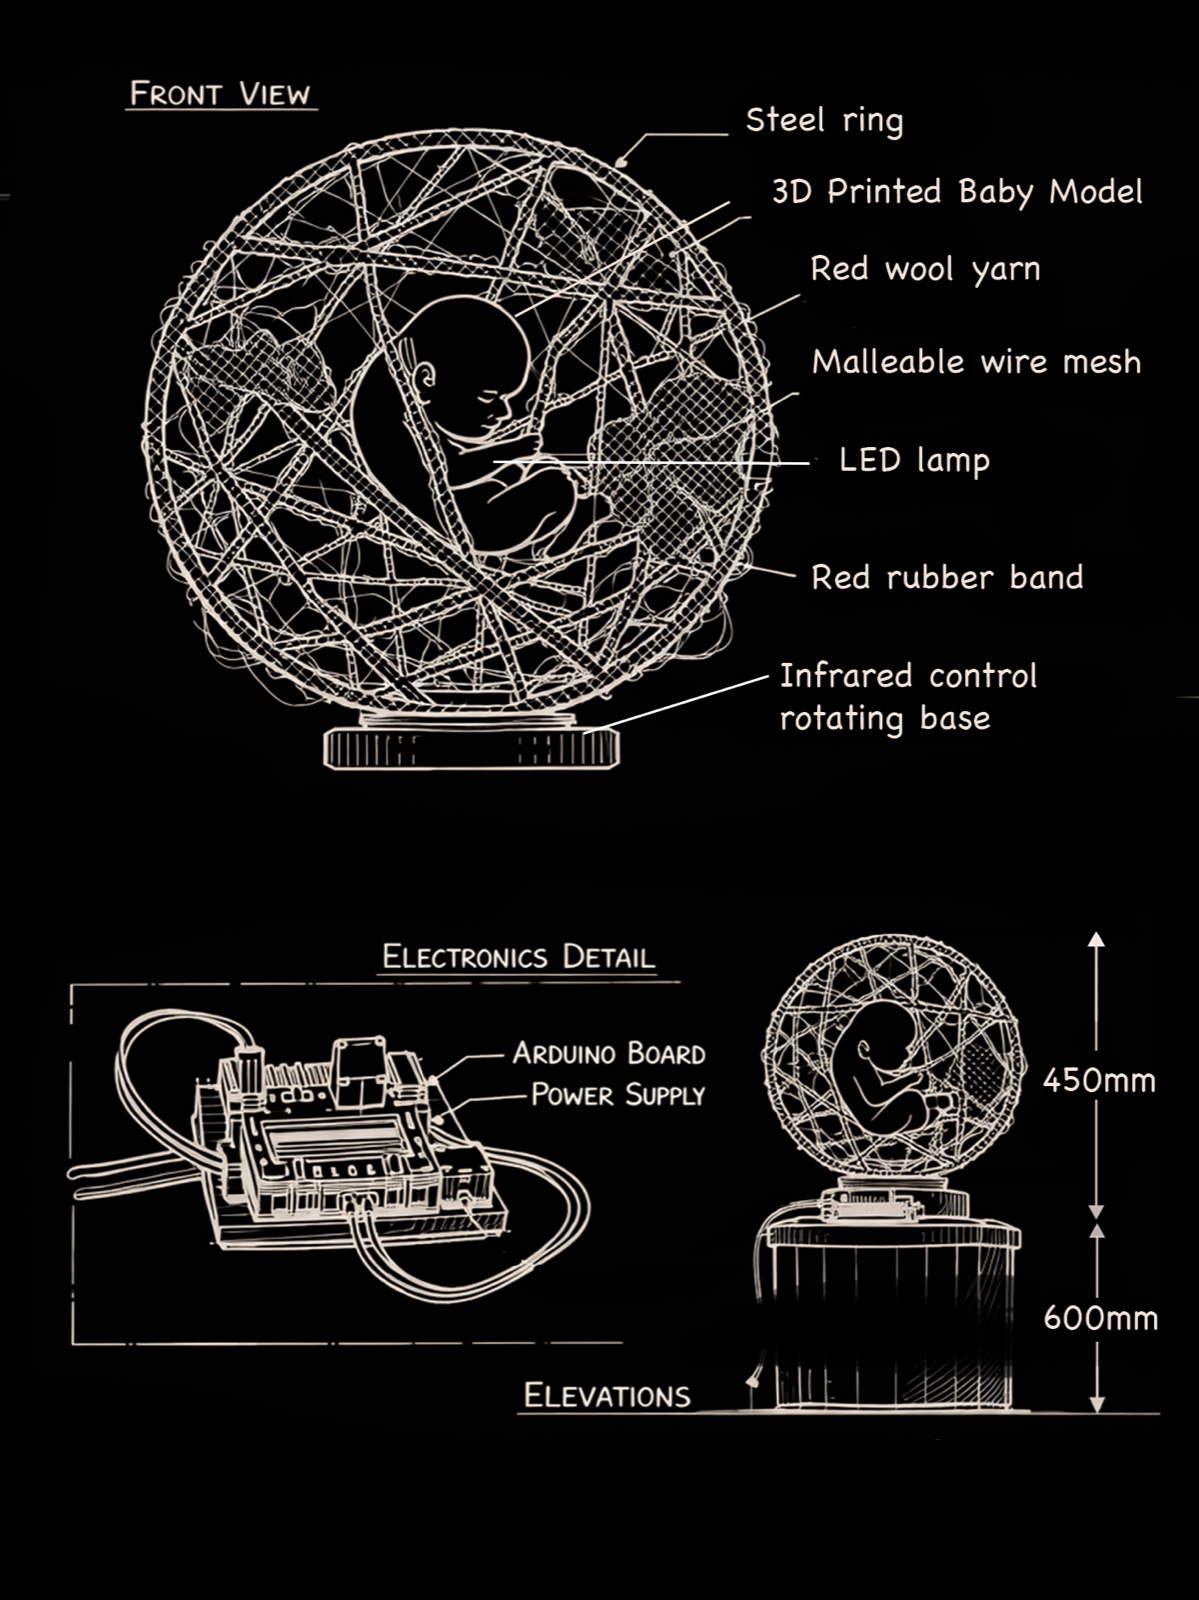 FRONT VIEW
Steel ring
3D Printed Baby Model
Red wool yarn
Malleable wire mesh
LED lamp
Red rubber band
Infrared control
rotating base
ELECTRONICS DETAIL
ARDUINO BOARD
POWER SUPPLY
450mm
600mm
ELEVATIONS